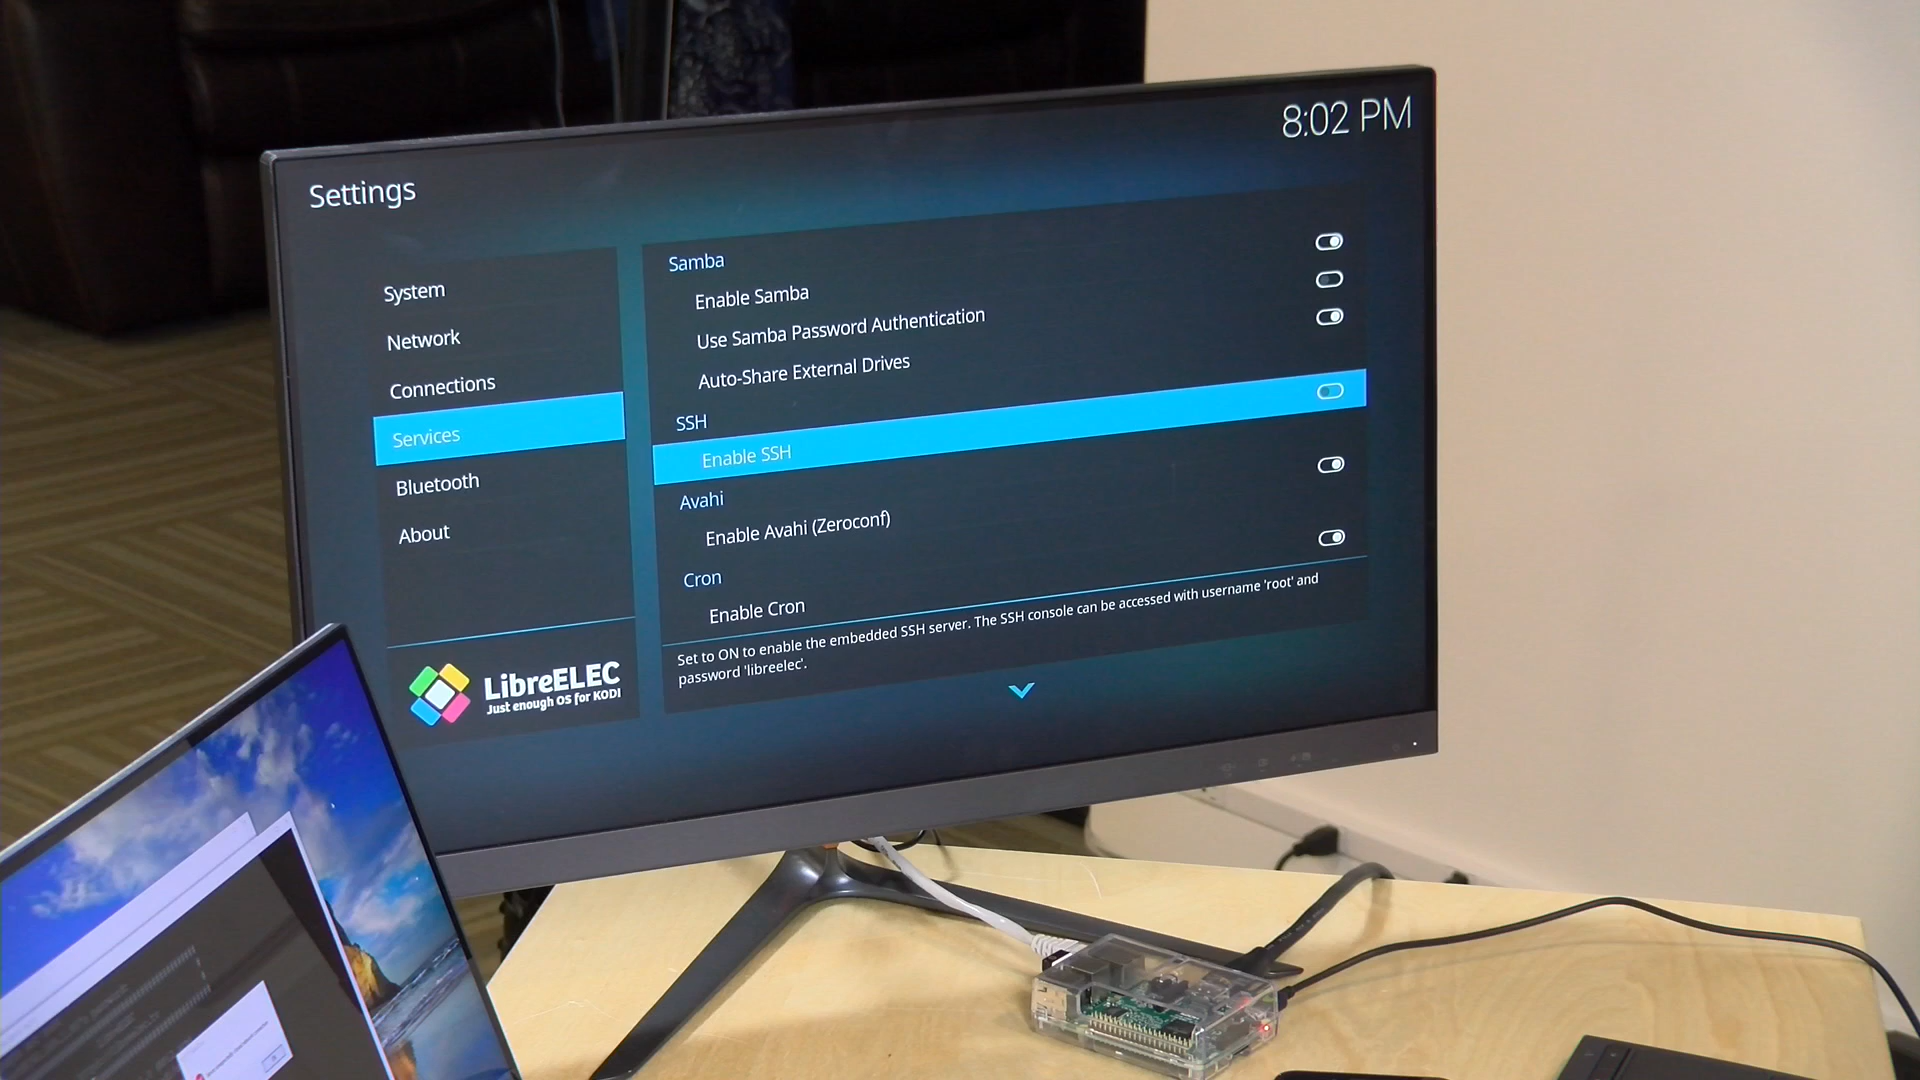 8:02 PM
Settings
System
Network
Connections
Services
Bluetooth
About
Samba
Enable Samba
Use Samba Password Authentication
Auto-Share External Drives
SSH
Enable SSH
Avahi
Enable Avahi (Zeroconf)
Cron
Enable Cron
Set to ON to enable the embedded SSH server. The SSH console can be accessed with username 'root' and
password 'libreelec'.
LibreELEC
Just enough OS for KODI